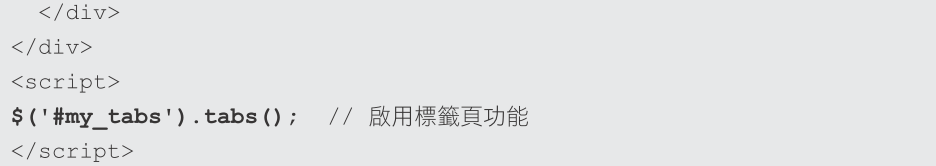 </div>
</div>
<script>
$('#my_tabs').tabs();  // 啟用標籤頁功能
</script>